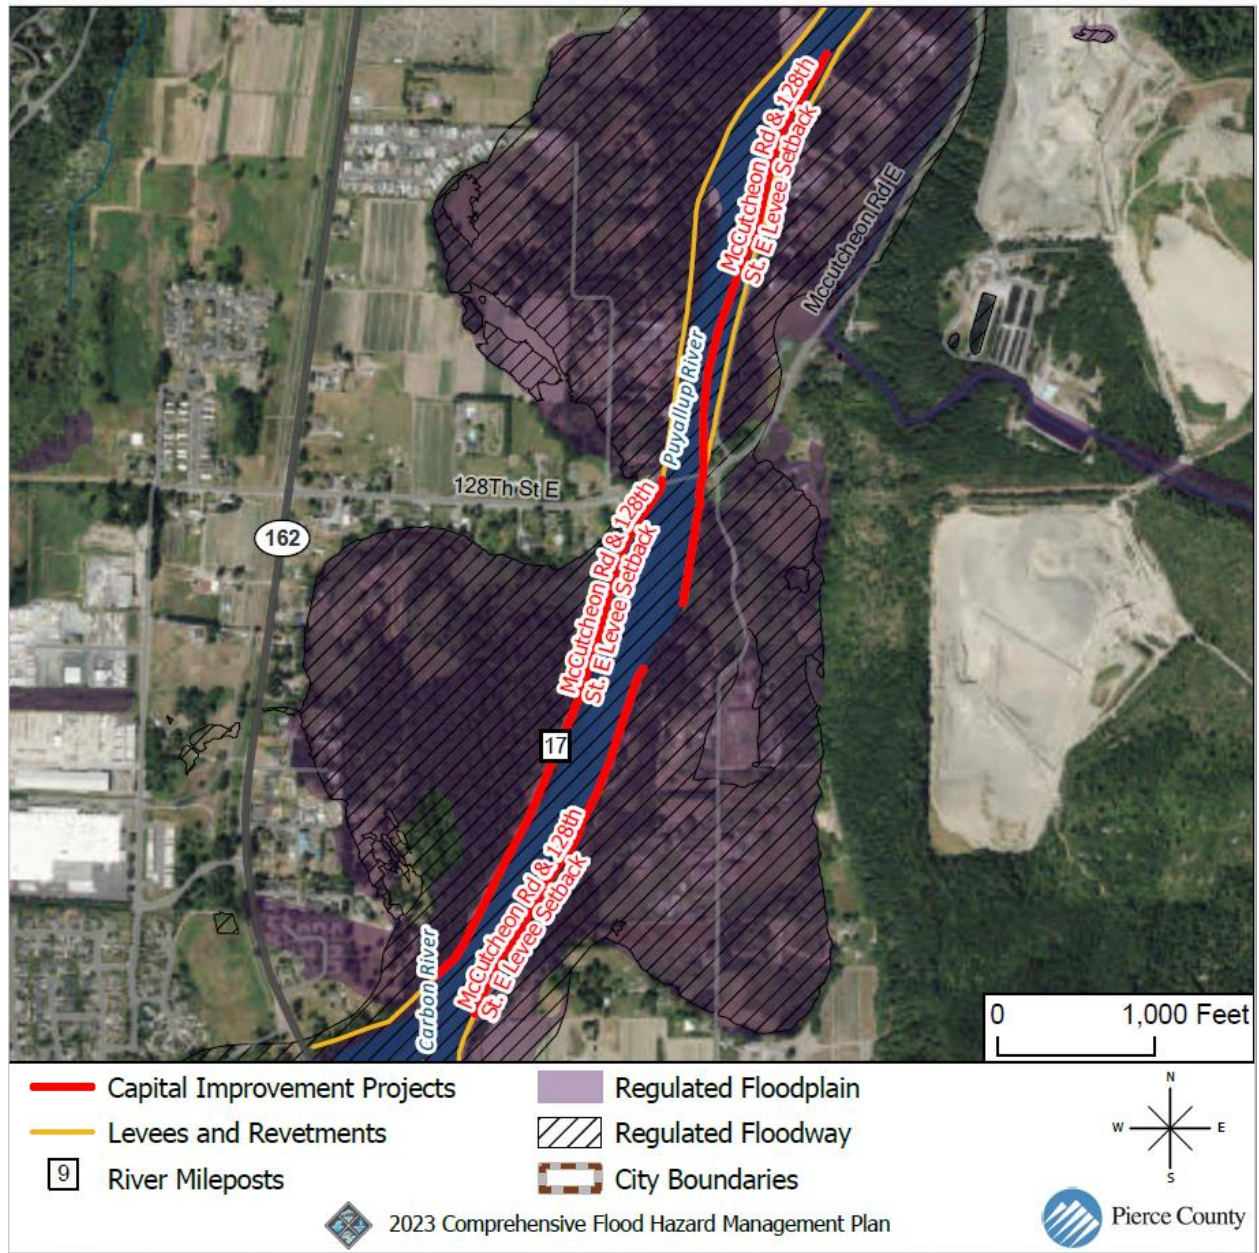 McCutcheon Rd & 128th
St. E Levee Setback
Mccutcheon Rd E
Puyallup River
128Th St E
McCutcheon Rd & 128th
St. E Levee Setback
162
17
McCutcheon Rd & 128th
St. E Levee Setback
Carbon River
0 1,000 Feet
Capital Improvement Projects
Regulated Floodplain
Levees and Revetments
Regulated Floodway
9 River Mileposts
City Boundaries
N
W E
S
2023 Comprehensive Flood Hazard Management Plan
Pierce County